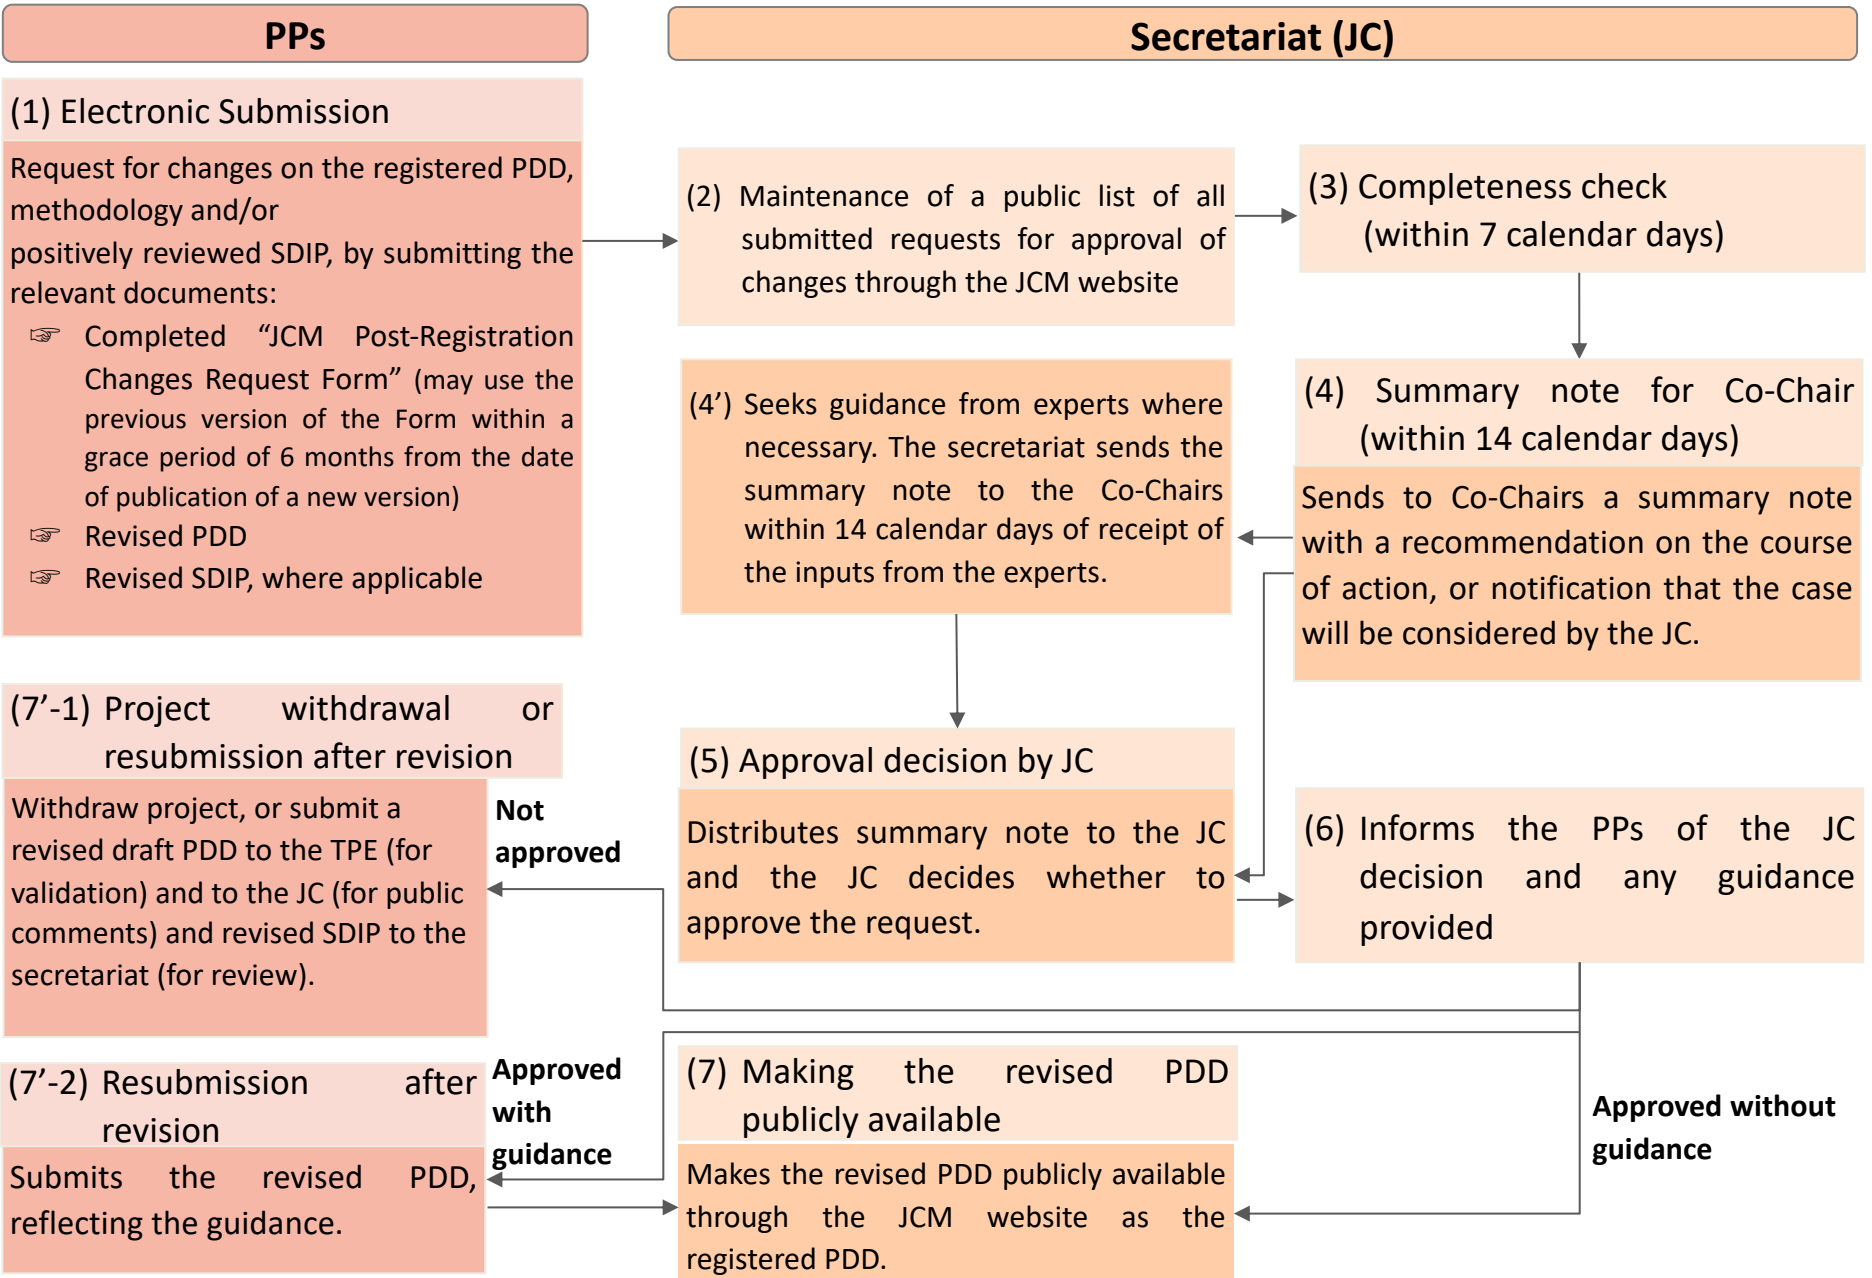 PPs
Secretariat (JC)
(1) Electronic Submission
Request for changes on the registered PDD,
methodology and/or
positively reviewed SDIP, by submitting the
relevant documents:
☞ Completed “JCM Post-Registration
Changes Request Form” (may use the
previous version of the Form within a
grace period of 6 months from the date
of publication of a new version)
☞ Revised PDD
☞ Revised SDIP, where applicable
(2) Maintenance of a public list of all
submitted requests for approval of
changes through the JCM website
(3) Completeness check
(within 7 calendar days)
(4) Summary note for Co-Chair
(within 14 calendar days)
Sends to Co-Chairs a summary note
with a recommendation on the course
of action, or notification that the case
will be considered by the JC.
(4’) Seeks guidance from experts where
necessary. The secretariat sends the
summary note to the Co-Chairs
within 14 calendar days of receipt of
the inputs from the experts.
(5) Approval decision by JC
Distributes summary note to the JC
and the JC decides whether to
approve the request.
(6) Informs the PPs of the JC
decision and any guidance
provided
(7’-1) Project withdrawal or
resubmission after revision
Withdraw project, or submit a
revised draft PDD to the TPE (for
validation) and to the JC (for public
comments) and revised SDIP to the
secretariat (for review).
Not
approved
(7’-2) Resubmission after
revision
Submits the revised PDD,
reflecting the guidance.
Approved
with
guidance
(7) Making the revised PDD
publicly available
Makes the revised PDD publicly available
through the JCM website as the
registered PDD.
Approved without
guidance